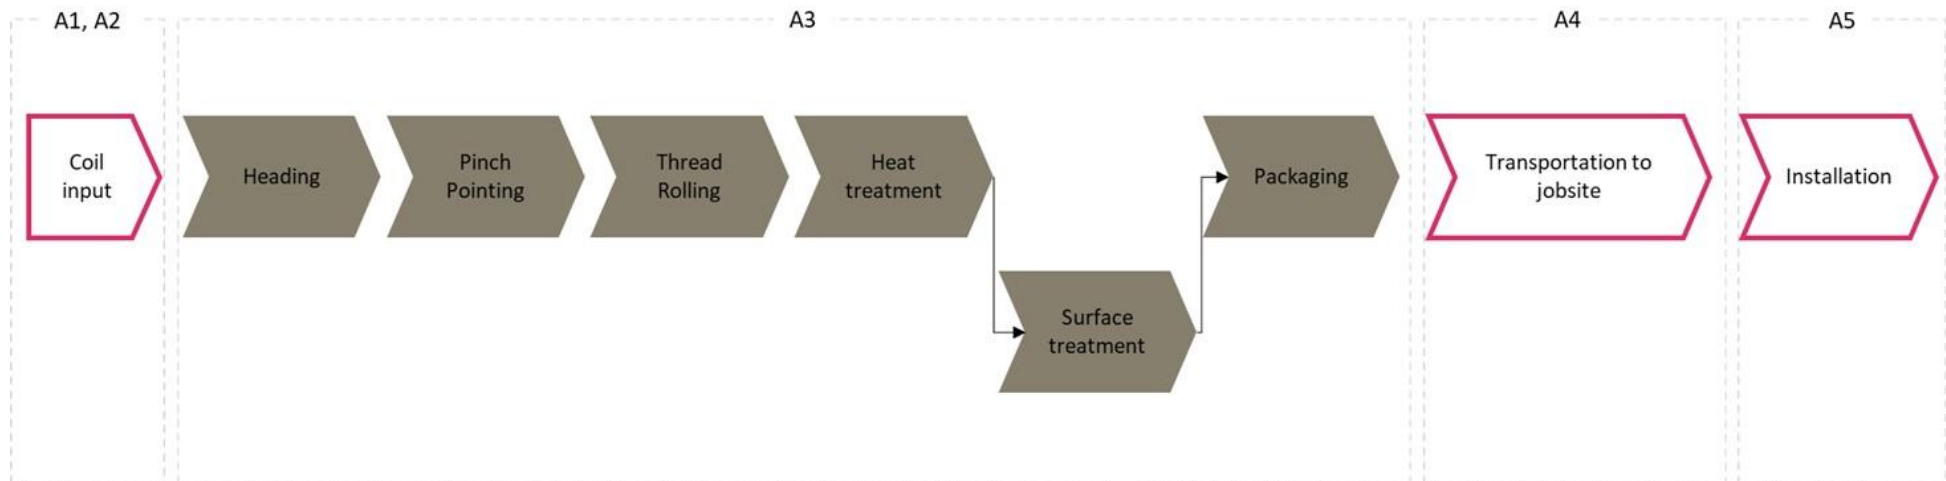 A1, A2
A3
A4
A5
Coil
input
Heading
Pinch
Pointing
Thread
Rolling
Heat
treatment
Surface
treatment
Packaging
Transportation to
jobsite
Installation